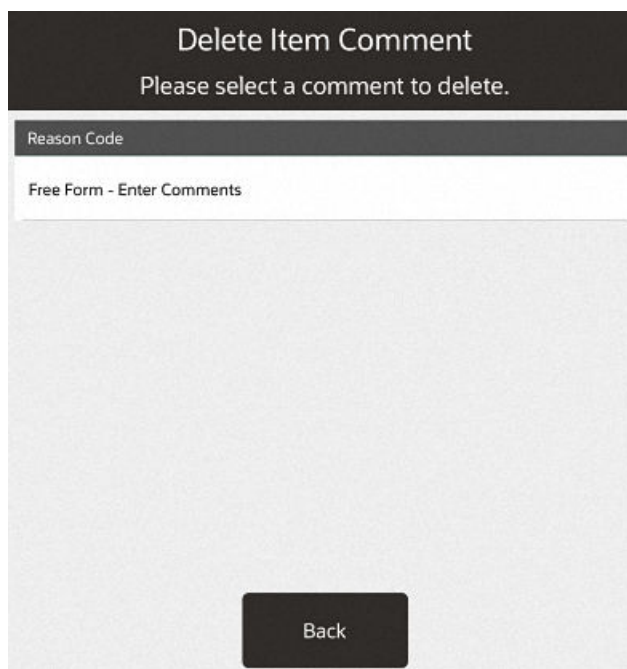 Delete Item Comment
Please select a comment to delete.
Reason Code
Free Form - Enter Comments
Back